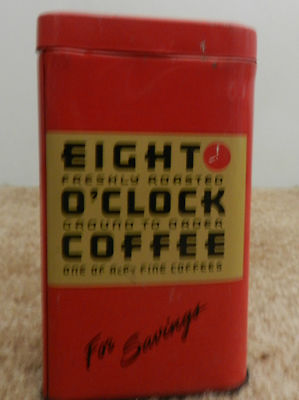 EIGHT
FRESHLY ROASTED
O'CLOCK
GROUND TO ORDER
COFFEE
ONE OF A&P's FINE COFFEES
For Savings